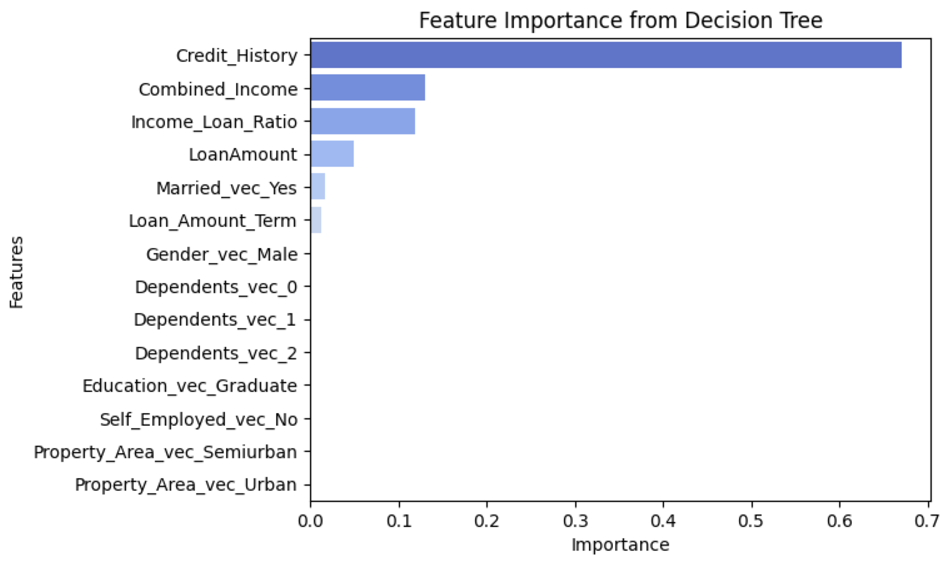 Feature Importance from Decision Tree
Features
Credit_History
Combined_Income
Income_Loan_Ratio
LoanAmount
Married_vec_Yes
Loan_Amount_Term
Gender_vec_Male
Dependents_vec_0
Dependents_vec_1
Dependents_vec_2
Education_vec_Graduate
Self_Employed_vec_No
Property_Area_vec_Semiurban
Property_Area_vec_Urban
0.0 0.1 0.2 0.3 0.4 0.5 0.6 0.7
Importance